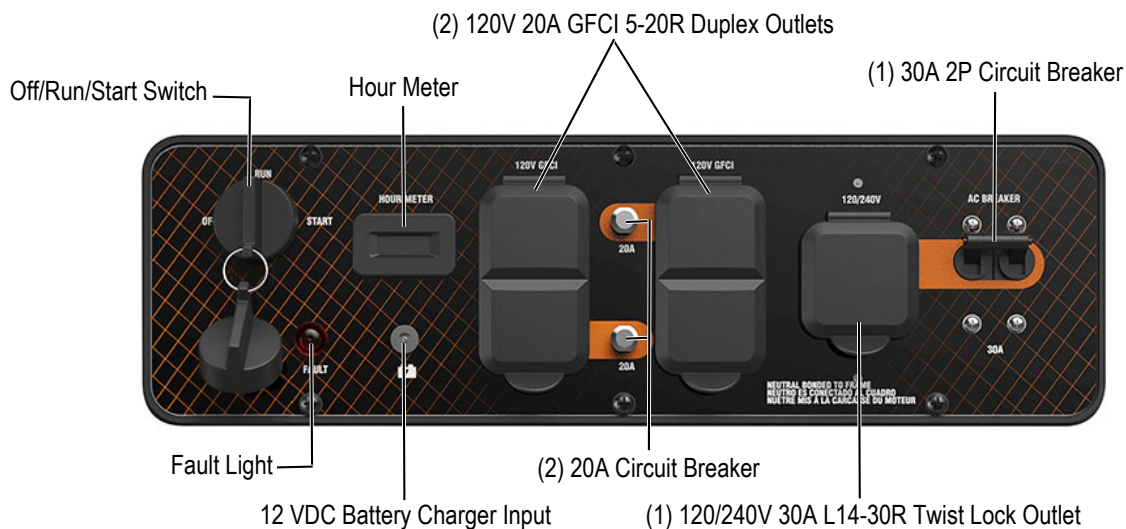 (2) 120V 20A GFCI 5-20R Duplex Outlets
(1) 30A 2P Circuit Breaker
Off/Run/Start Switch
Hour Meter
120V GFCI
120V GFCI
RUN
OF
START
HOUR METER
120/240V
AC BREAKER
20A
20A
30A
FAULT
NEUTRAL BONDED TO FRAME
NEUTRO ES CONECTADO AL CUADRO
NUETRE MIS A LA CARCASSE DU MOTEUR
Fault Light
(2) 20A Circuit Breaker
12 VDC Battery Charger Input
(1) 120/240V 30A L14-30R Twist Lock Outlet